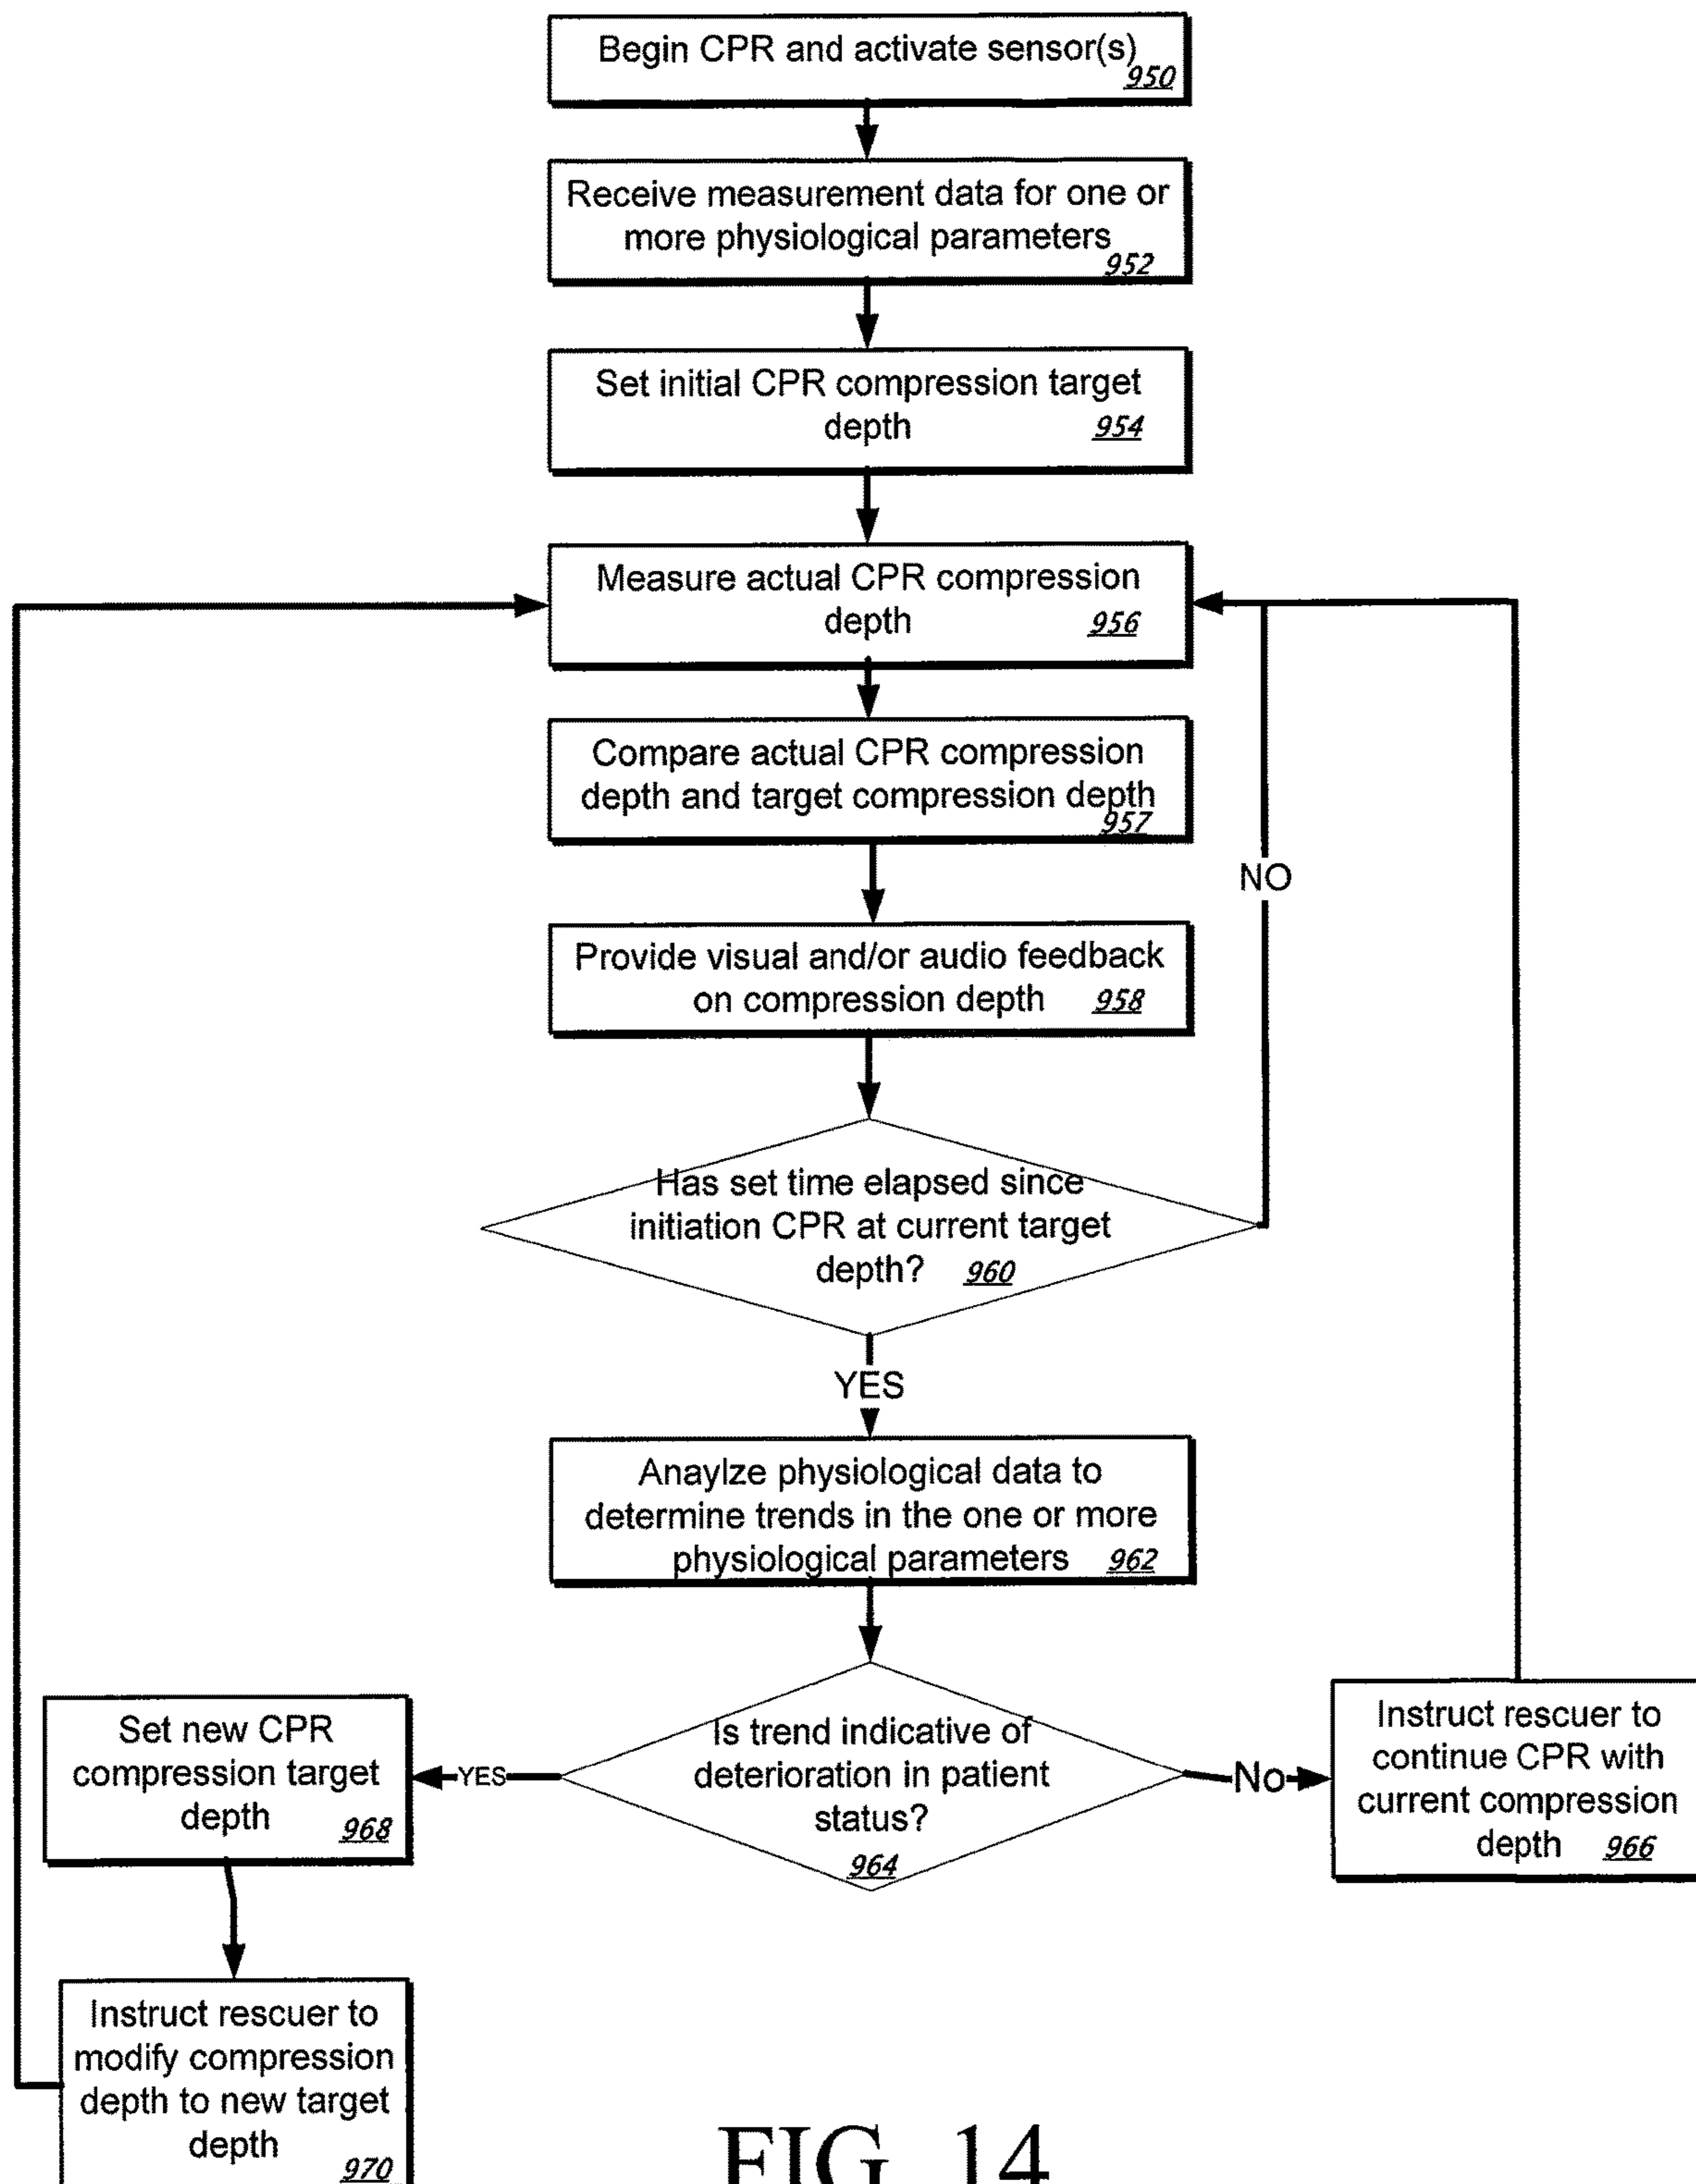 Begin CPR and activate sensor(s)
950
Receive measurement data for one or
more physiological parameters
952
Set initial CPR compression target
depth 954
Measure actual CPR compression
depth 956
Compare actual CPR compression
depth and target compression depth
957
NO
Provide visual and/or audio feedback
on compression depth 958
Has set time elapsed since
initiation CPR at current target
depth? 960
YES
Anaylze physiological data to
determine trends in the one or more
physiological parameters 962
Is trend indicative of
deterioration in patient
status?
964
YES
No
Set new CPR
compression target
depth 968
Instruct rescuer to
continue CPR with
current compression
depth 966
Instruct rescuer to
modify compression
depth to new target
depth
970
FIG. 14